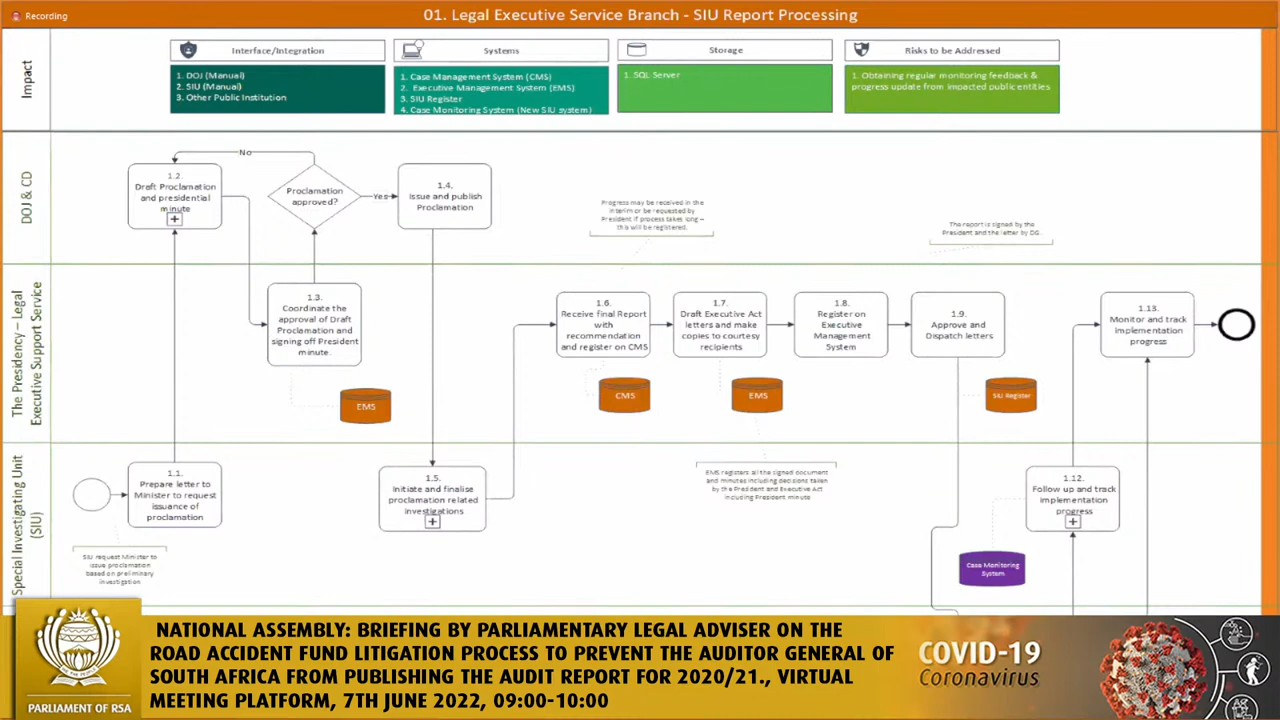 Recording
01. Legal Executive Service Branch - SIU Report Processing
Impact
Interface/Integration
1. DOJ (Manual)
2. SIU (Manual)
3. Other Public Institution
Systems
1. Case Management System (CMS)
2. Executive Management System (EMS)
3. SIU Register
4. Case Monitoring System (New SIU system)
Storage
1. SQL Server
Risks to be Addressed
1. Obtaining regular monitoring feedback &
progress update from impacted public entities
DOJ & CD
No
1.2.
Draft Proclamation
and presidential
minute
Proclamation
approved?
Yes
1.4.
Issue and publish
Proclamation
Progress may be received in the
interim or be requested by
President if process takes long –
this will be registered.
The report is signed by the
President and the letter by DG.
The Presidency – Legal
Executive Support Service
1.3.
Coordinate the
approval of Draft
Proclamation and
signing off President
minute.
EMS
1.6.
Receive final Report
with
recommendation
and register on CMS
CMS
1.7.
Draft Executive Act
letters and make
copies to courtesy
recipients
EMS
1.8.
Register on
Executive
Management
System
1.9.
Approve and
Dispatch letters
SIU Register
1.13.
Monitor and track
implementation
progress
Special Investigating Unit
(SIU)
1.1.
Prepare letter to
Minister to request
issuance of
proclamation
SIU request Minister to
issue proclamation
based on preliminary
investigation
1.5.
Initiate and finalise
proclamation related
investigations
EMS registers all the signed document
and minutes including decisions taken
by the President and Executive Act
including President minute
1.12.
Follow up and track
implementation
progress
Case Monitoring
System
PARLIAMENT OF RSA
NATIONAL ASSEMBLY: BRIEFING BY PARLIAMENTARY LEGAL ADVISER ON THE
ROAD ACCIDENT FUND LITIGATION PROCESS TO PREVENT THE AUDITOR GENERAL OF
SOUTH AFRICA FROM PUBLISHING THE AUDIT REPORT FOR 2020/21., VIRTUAL
MEETING PLATFORM, 7TH JUNE 2022, 09:00-10:00
COVID-19
Coronavirus